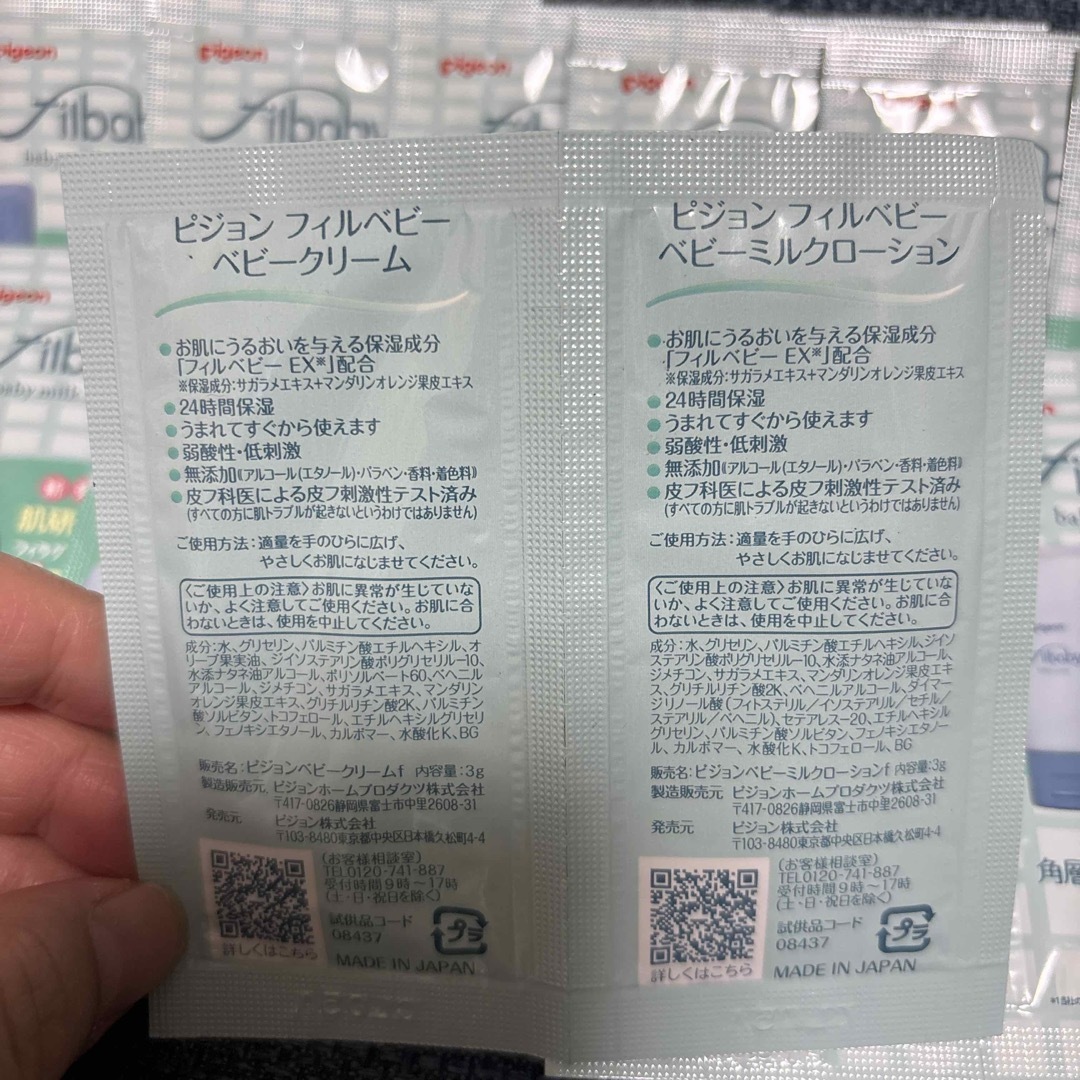 pigeon
pigeon
pigeon
pigeon
filbaby
pigeon
ピジョン フィルベビー
ベビークリーム
●お肌にうるおいを与える保湿成分
「フィルベビー EX※」配合
※保湿成分：サガラメエキス+マンダリンオレンジ果皮エキス
●24時間保湿
●うまれてすぐから使えます
●弱酸性・低刺激
●無添加《アルコール(エタノール)・パラベン・香料・着色料》
●皮フ科医による皮フ刺激性テスト済み
(すべての方に肌トラブルが起きないというわけではありません)
ご使用方法：適量を手のひらに広げ、
やさしくお肌になじませてください。
〈ご使用上の注意〉お肌に異常が生じていな
いか、よく注意してご使用ください。お肌に合
わないときは、使用を中止してください。
成分：水、グリセリン、パルミチン酸エチルヘキシル、オ
リーブ果実油、ジイソステアリン酸ポリグリセリル-10、
水添ナタネ油アルコール、ポリソルベート60、ベヘニル
アルコール、ジメチコン、サガラメエキス、マンダリン
オレンジ果皮エキス、グリチルリチン酸2K、パルミチン
酸ソルビタン、トコフェロール、エチルヘキシルグリセリ
ン、フェノキシエタノール、カルボマー、水酸化K、BG
販売名：ピジョンベビークリームf 内容量：3g
製造販売元 ピジョンホームプロダクツ株式会社
〒417-0826静岡県富士市中里2608-31
発売元 ピジョン株式会社
〒103-8480東京都中央区日本橋久松町4-4
(お客様相談室)
TEL0120-741-887
受付時間9時〜17時
(土・日・祝日を除く)
試供品コード
08437
プラ
詳しくはこちら
MADE IN JAPAN
ピジョン フィルベビー
ベビーミルクローション
●お肌にうるおいを与える保湿成分
「フィルベビー EX※」配合
※保湿成分：サガラメエキス+マンダリンオレンジ果皮エキス
●24時間保湿
●うまれてすぐから使えます
●弱酸性・低刺激
●無添加《アルコール(エタノール)・パラベン・香料・着色料》
●皮フ科医による皮フ刺激性テスト済み
(すべての方に肌トラブルが起きないというわけではありません)
ご使用方法：適量を手のひらに広げ、
やさしくお肌になじませてください。
〈ご使用上の注意〉お肌に異常が生じていな
いか、よく注意してご使用ください。お肌に合
わないときは、使用を中止してください。
成分：水、グリセリン、パルミチン酸エチルヘキシル、ジイソ
ステアリン酸ポリグリセリル-10、水添ナタネ油アルコール、
ジメチコン、サガラメエキス、マンダリンオレンジ果皮エキ
ス、グリチルリチン酸2K、ベヘニルアルコール、ダイマー
ジリノール酸(フィトステリル/イソステアリル/セチル/
ステアリル/ベヘニル)、セテアレス-20、エチルヘキシル
グリセリン、パルミチン酸ソルビタン、フェノキシエタノー
ル、カルボマー、水酸化K、トコフェロール、BG
販売名：ピジョンベビーミルクローションf 内容量：3g
製造販売元 ピジョンホームプロダクツ株式会社
〒417-0826静岡県富士市中里2608-31
発売元 ピジョン株式会社
〒103-8480東京都中央区日本橋久松町4-4
(お客様相談室)
TEL0120-741-887
受付時間9時〜17時
(土・日・祝日を除く)
試供品コード
08437
プラ
詳しくはこちら
MADE IN JAPAN
角層